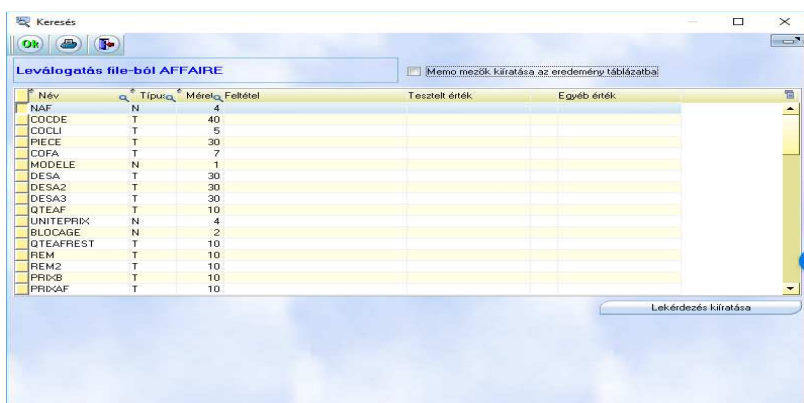 Keresés
Ok
Leválogatás file-ból AFFAIRE
Memo mezők kiíratása az eredemény táblázatba
Név Típus Méret Feltétel Tesztelt érték Egyéb érték
NAF N 4
COCDE T 40
COCLI T 5
PIECE T 30
COFA T 7
MODELE N 1
DESA T 30
DESA2 T 30
DESA3 T 30
QTEAF T 10
UNITEPRIX N 4
BLOCAGE N 2
QTEAFREST T 10
REM T 10
REM2 T 10
PRIXB T 10
PRIXAF T 10
Lekérdezés kiíratása